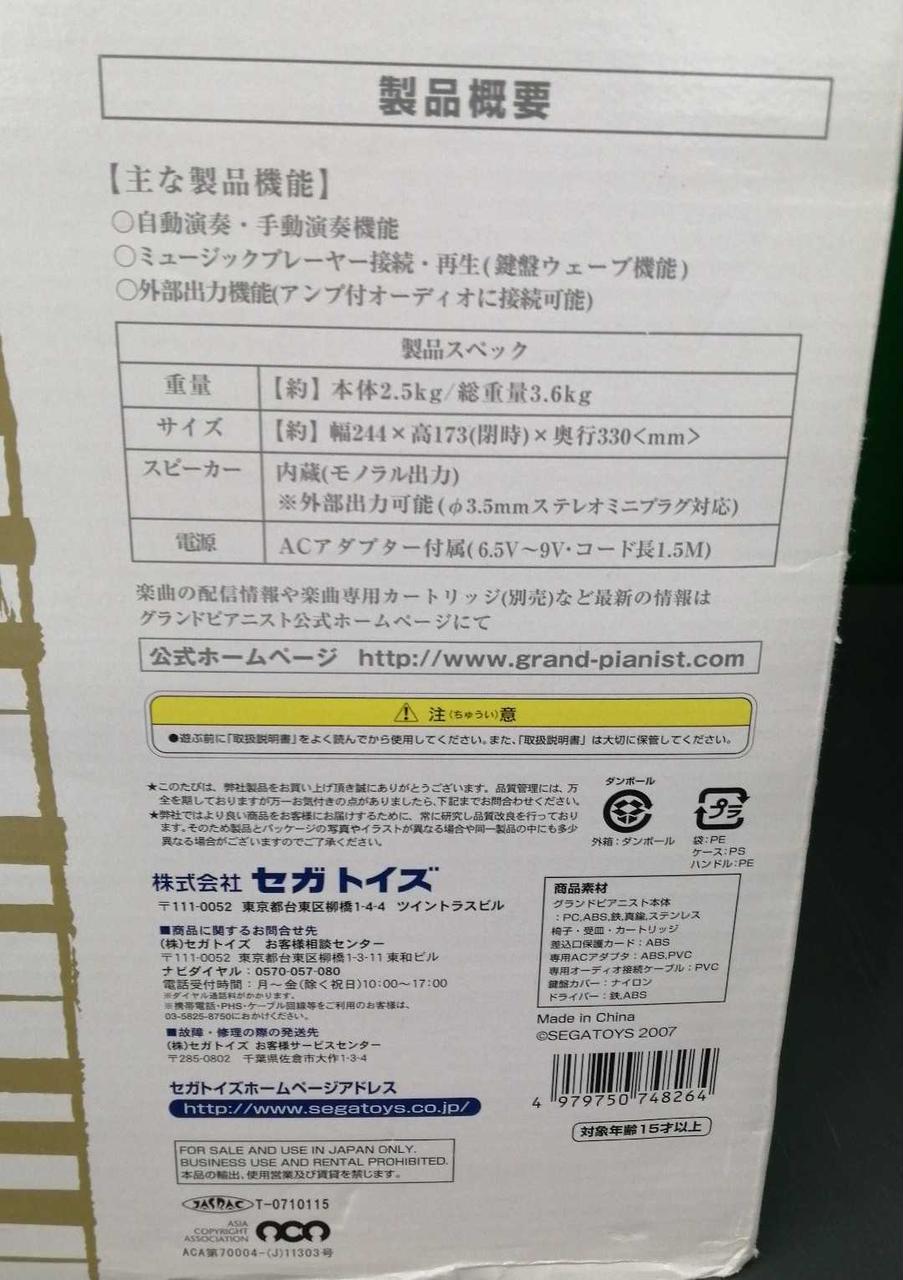 製品概要
【主な製品機能】
○自動演奏・手動演奏機能
○ミュージックプレーヤー接続・再生(鍵盤ウェーブ機能)
○外部出力機能(アンプ付オーディオに接続可能)
製品スペック
重量 【約】本体2.5kg/総重量3.6kg
サイズ 【約】幅244×高173(閉時)×奥行330<mm>
スピーカー 内蔵(モノラル出力)
※外部出力可能(φ3.5mmステレオミニプラグ対応)
電源 ACアダプター付属(6.5V〜9V・コード長1.5M)
楽曲の配信情報や楽曲専用カートリッジ(別売)など最新の情報は
グランドピアニスト公式ホームページにて
公式ホームページ http://www.grand-pianist.com
注(ちゅうい)意
●遊ぶ前に「取扱説明書」をよく読んでから使用してください。また、「取扱説明書」は大切に保管してください。
★このたびは、弊社製品をお買い上げ頂き誠にありがとうございます。品質管理には、万
全を期しておりますが万一お気付きの点がありましたら、下記までお問合わせください。
★弊社ではより良い商品をお客様にお届けするために、常に研究し品質改良を行っており
ます。そのため製品とパッケージの写真やイラストが異なる場合や同一製品の中にも多少
異なる場合がございますのでご了承ください。
ダンボール
外箱:ダンボール
プラ
袋:PE
ケース:PS
ハンドル:PE
株式会社 セガトイズ
〒111-0052 東京都台東区柳橋1-4-4 ツイントラスビル
■商品に関するお問合せ先
(株)セガトイズ お客様相談センター
〒111-0052 東京都台東区柳橋1-3-11 東和ビル
ナビダイヤル:0570-057-080
電話受付時間:月〜金(除く祝日)10:00〜17:00
※ダイヤル通話料がかかります。
※携帯電話・PHS・ケーブル回線等をご利用のお客様は、
03-5825-8750におかけください。
■故障・修理の際の発送先
(株)セガトイズ お客様サービスセンター
〒285-0802 千葉県佐倉市大作1-3-4
セガトイズホームページアドレス
http://www.segatoys.co.jp/
商品素材
グランドピアニスト本体
:PC,ABS,鉄,真鍮,ステンレス
椅子・受皿・カートリッジ
差込口保護カード:ABS
専用ACアダプタ:ABS,PVC
専用オーディオ接続ケーブル:PVC
鍵盤カバー:ナイロン
ドライバー:鉄,ABS
Made in China
©SEGATOYS 2007
4 979750 748264
対象年齢15才以上
FOR SALE AND USE IN JAPAN ONLY.
BUSINESS USE AND RENTAL PROHIBITED.
本品の輸出、使用営業及び賃貸を禁じます。
JASRAC T-0710115
ASIA
COPYRIGHT
ASSOCIATION
aca
ACA第70004-(J)11303号